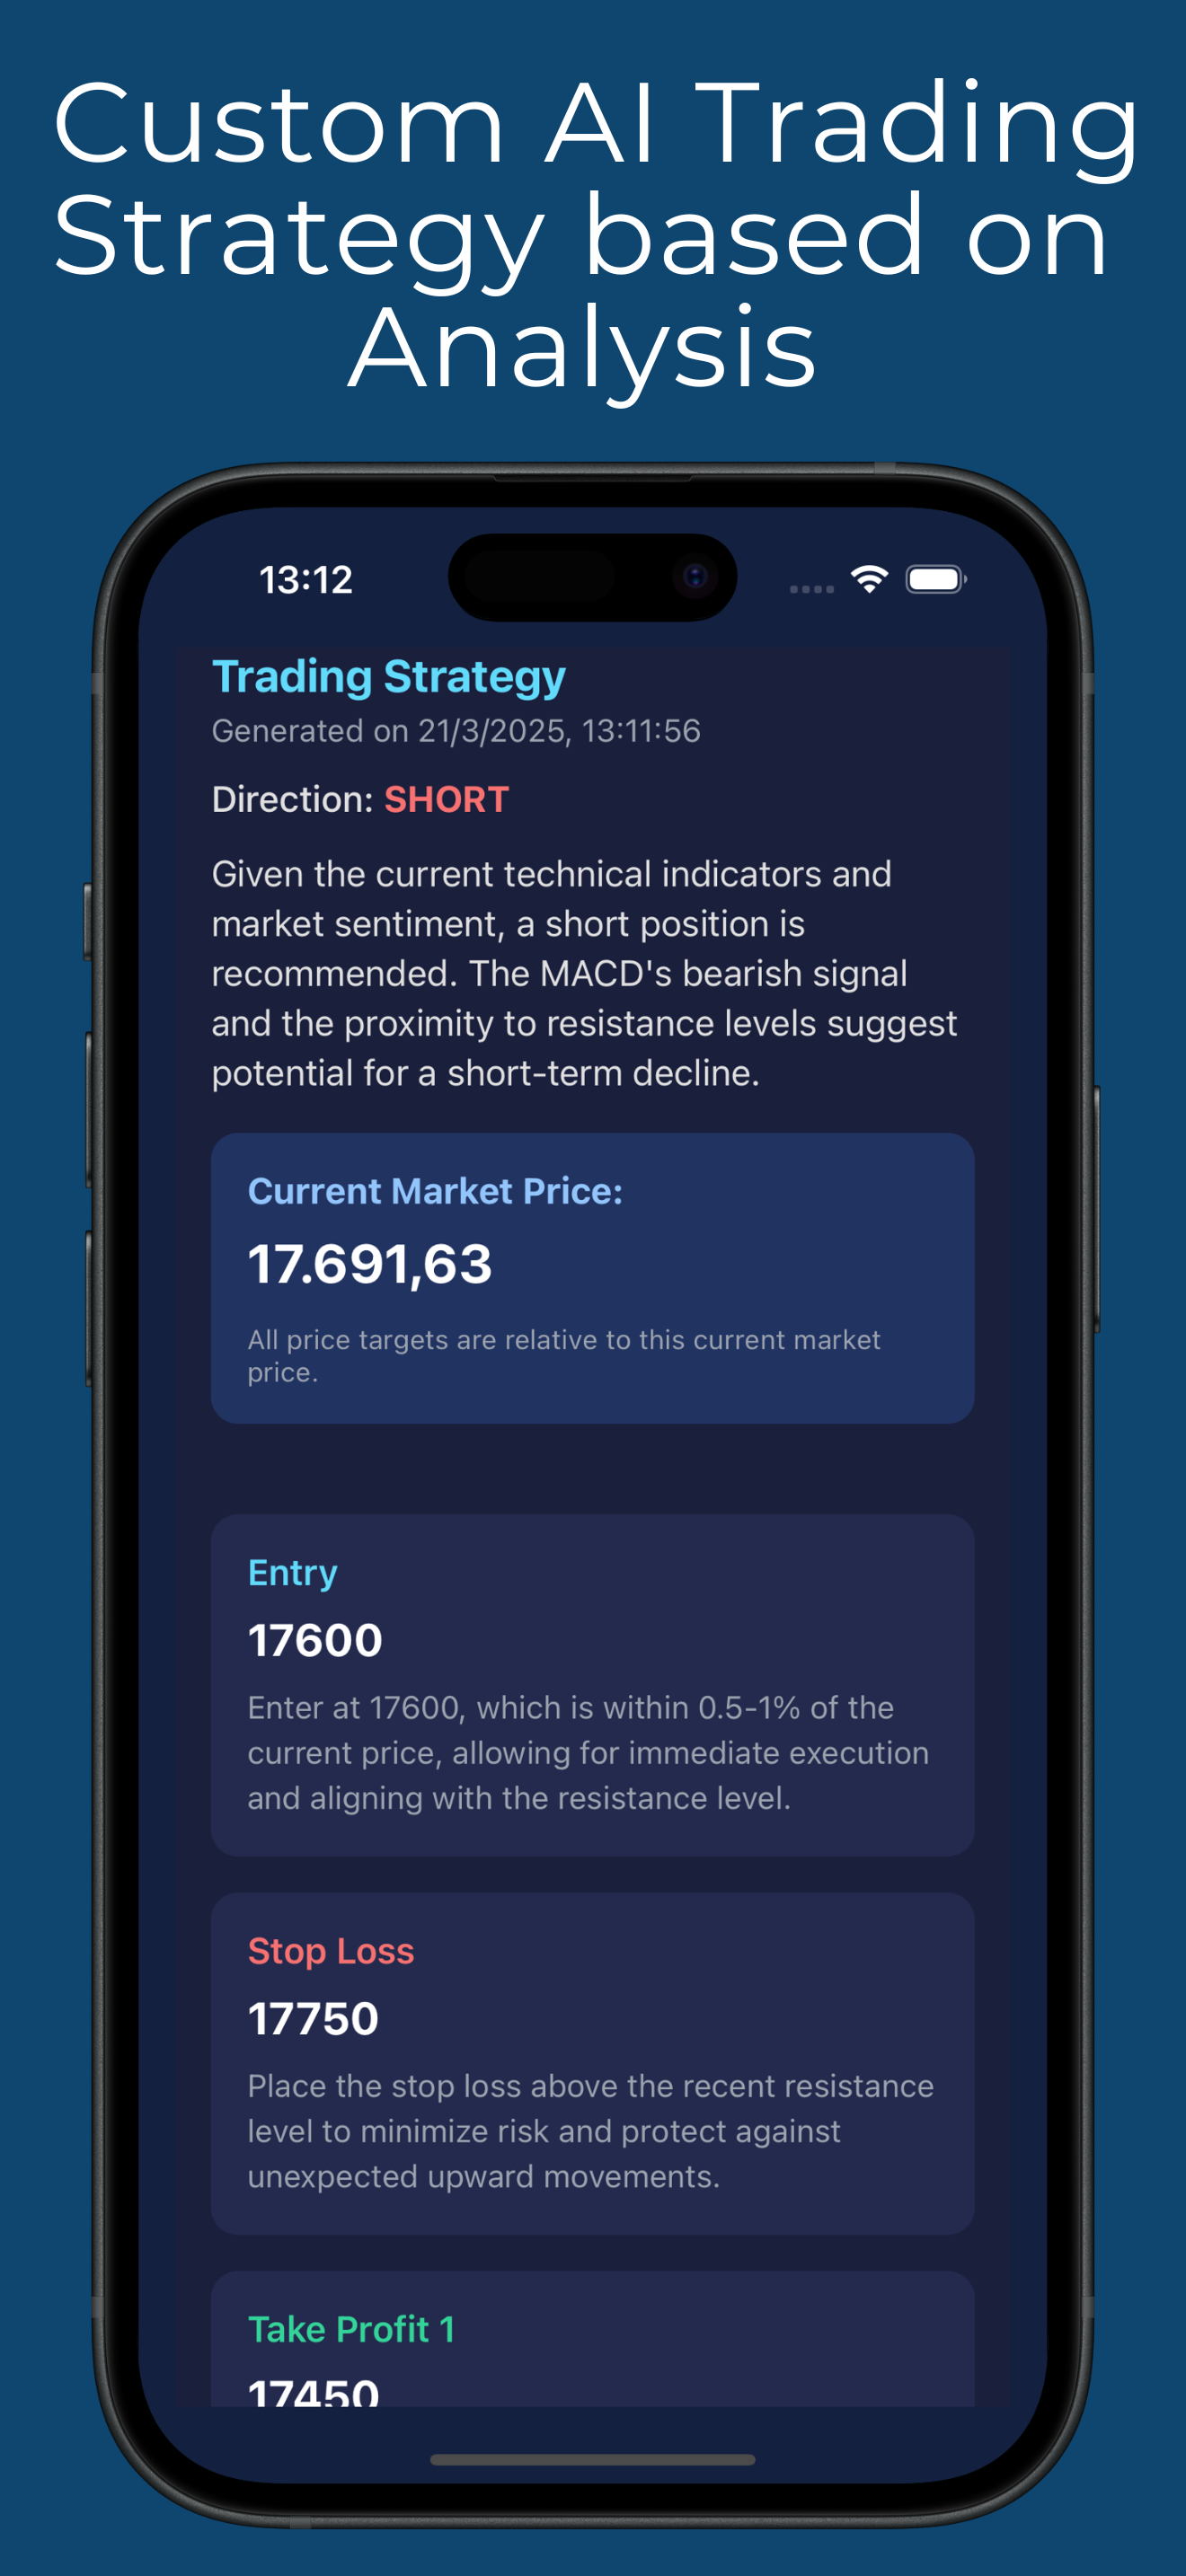 Custom AI Trading
Strategy based on
Analysis
13:12
Trading Strategy
Generated on 21/3/2025, 13:11:56
Direction: SHORT
Given the current technical indicators and
market sentiment, a short position is
recommended. The MACD's bearish signal
and the proximity to resistance levels suggest
potential for a short-term decline.
Current Market Price:
17.691,63
All price targets are relative to this current market
price.
Entry
17600
Enter at 17600, which is within 0.5-1% of the
current price, allowing for immediate execution
and aligning with the resistance level.
Stop Loss
17750
Place the stop loss above the recent resistance
level to minimize risk and protect against
unexpected upward movements.
Take Profit 1
17450